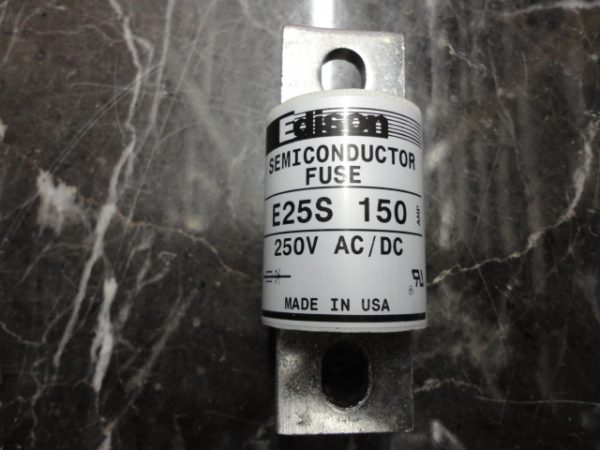 Edison
SEMICONDUCTOR
FUSE
E25S 150 AMP
250V AC/DC
MADE IN USA